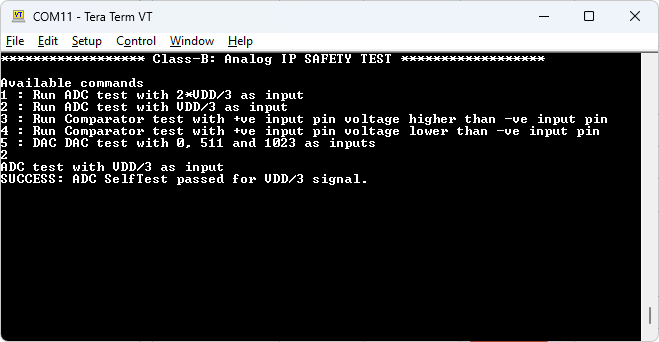 COM11 - Tera Term VT
File Edit Setup Control Window Help
****************** Class-B: Analog IP SAFETY TEST ******************
Available commands
1 : Run ADC test with 2*VDD/3 as input
2 : Run ADC test with VDD/3 as input
3 : Run Comparator test with +ve input pin voltage higher than -ve input pin
4 : Run Comparator test with +ve input pin voltage lower than -ve input pin
5 : DAC DAC test with 0, 511 and 1023 as inputs
2
ADC test with VDD/3 as input
SUCCESS: ADC SelfTest passed for VDD/3 signal.